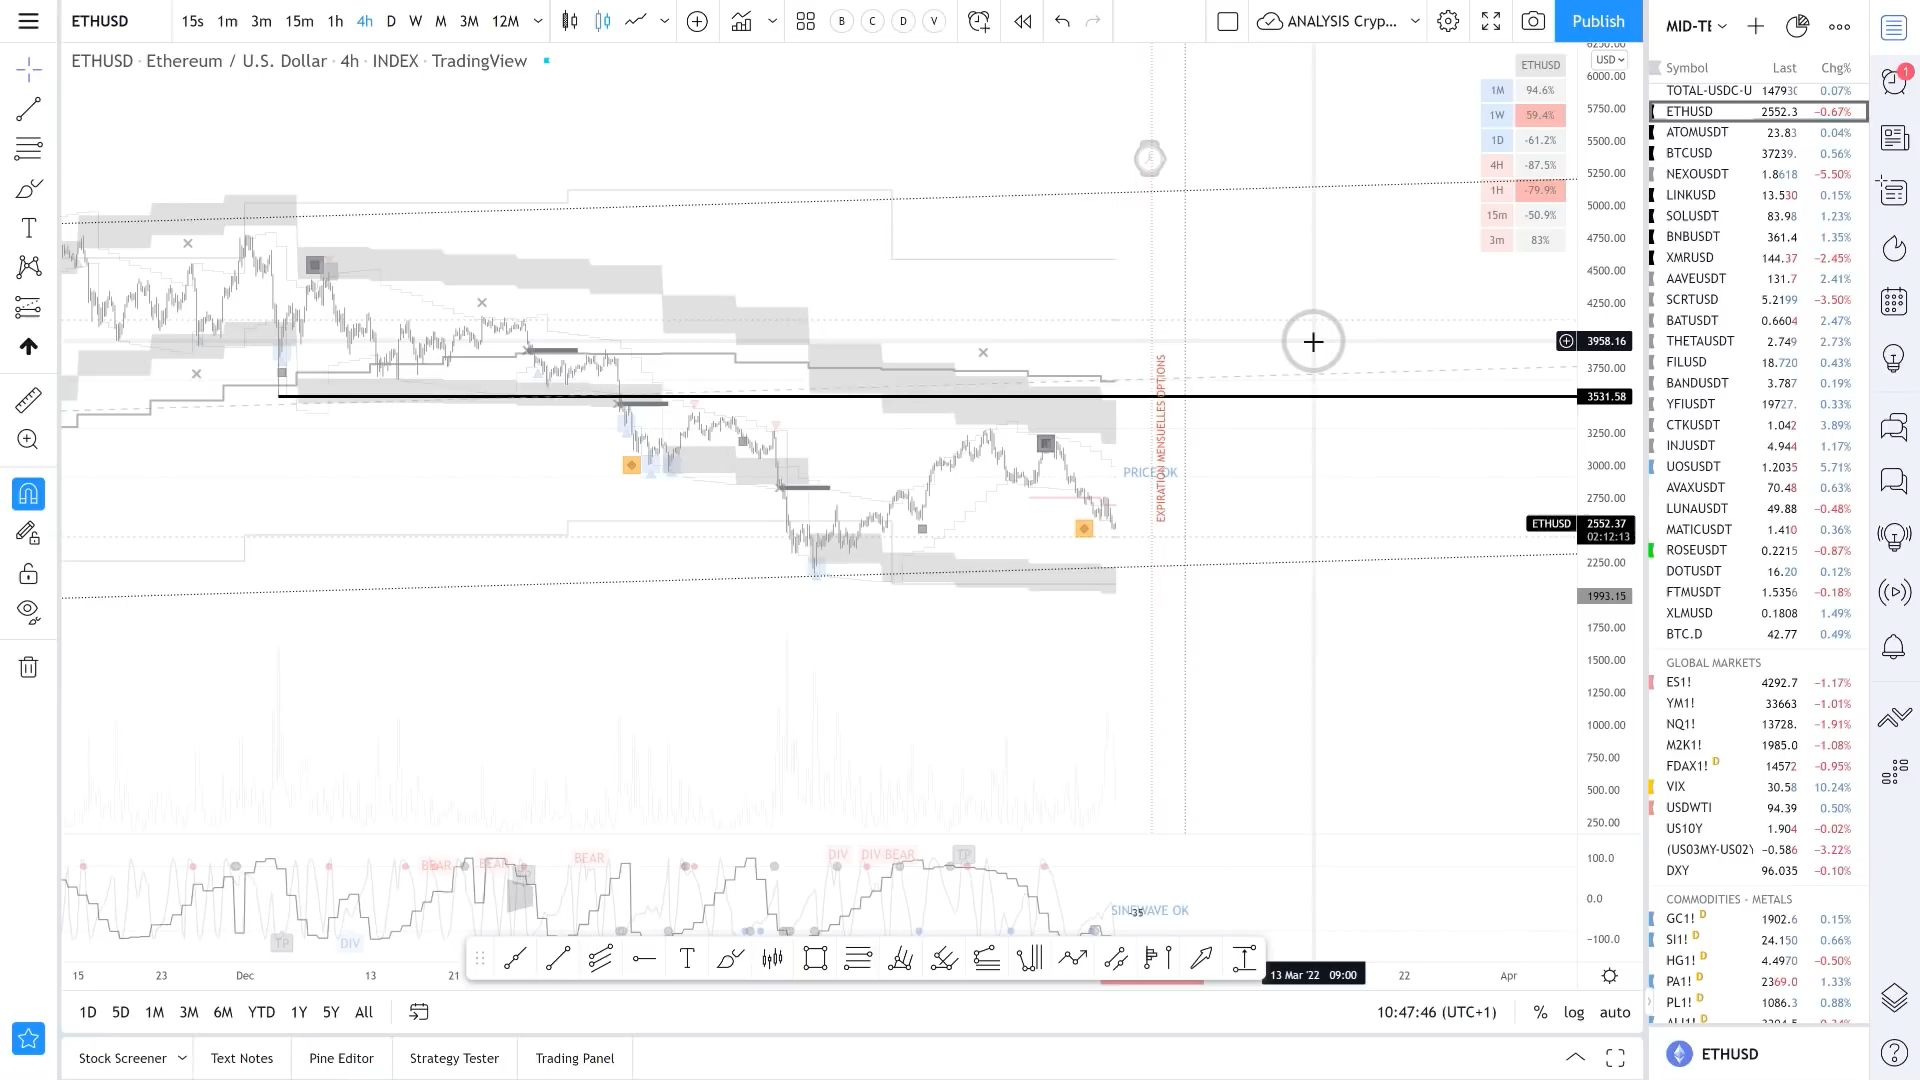 ETHUSD 15s 1m 3m 15m 1h 4h D W M 3M 12M B C D V ANALYSIS Cryp... Publish MID-TE
ETHUSD · Ethereum / U.S. Dollar · 4h · INDEX · TradingView
USD
6000.00
5750.00
5500.00
5250.00
5000.00
4750.00
4500.00
4250.00
3958.16
3750.00
3531.58
3250.00
3000.00
2750.00
ETHUSD 2552.37
02:12:13
2250.00
1993.15
1750.00
1500.00
1250.00
1000.00
750.00
500.00
250.00
100.0
0.0
−100.0
ETHUSD
1M 94.6%
1W 59.4%
1D -61.2%
4H -87.5%
1H -79.9%
15m -50.9%
3m 83%
EXPIRATION MENSUELLES OPTIONS
PRICE OK
BEAR BEAR BEAR DIV DIV BEAR TP
TP DIV
SINEWAVE OK
-35
15 23 Dec 13 21 13 Mar '22 09:00 22 Apr
1D 5D 1M 3M 6M YTD 1Y 5Y All 10:47:46 (UTC+1) % log auto
Stock Screener Text Notes Pine Editor Strategy Tester Trading Panel
Symbol Last Chg%
TOTAL-USDC-U 14793 0.07%
ETHUSD 2552.3 −0.67%
ATOMUSDT 23.83 0.04%
BTCUSD 37239. 0.56%
NEXOUSDT 1.8618 −5.50%
LINKUSD 13.530 0.15%
SOLUSDT 83.98 1.23%
BNBUSDT 361.4 1.35%
XMRUSD 144.37 −2.45%
AAVEUSDT 131.7 2.41%
SCRTUSD 5.2199 −3.50%
BATUSDT 0.6604 2.47%
THETAUSDT 2.749 2.73%
FILUSD 18.720 0.43%
BANDUSDT 3.787 0.19%
YFIUSDT 19727. 0.33%
CTKUSDT 1.042 3.89%
INJUSDT 4.944 1.17%
UOSUSDT 1.2035 5.71%
AVAXUSDT 70.48 0.63%
LUNAUSDT 49.88 −0.48%
MATICUSDT 1.410 0.36%
ROSEUSDT 0.2215 −0.87%
DOTUSDT 16.20 0.12%
FTMUSDT 1.5356 −0.18%
XLMUSD 0.1808 1.49%
BTC.D 42.77 0.49%
GLOBAL MARKETS
ES1! 4292.7 −1.17%
YM1! 33663 −1.01%
NQ1! 13728. −1.91%
M2K1! 1985.0 −1.08%
FDAX1! D 14572 −0.95%
VIX 30.58 10.24%
USDWTI 94.39 0.50%
US10Y 1.904 −0.02%
(US03MY-US02Y −0.586 −3.22%
DXY 96.035 −0.10%
COMMODITIES - METALS
GC1! D 1902.6 0.15%
SI1! D 24.150 0.66%
HG1! D 4.4970 −0.50%
PA1! D 2369.0 1.33%
PL1! D 1086.3 0.88%
ETHUSD
1